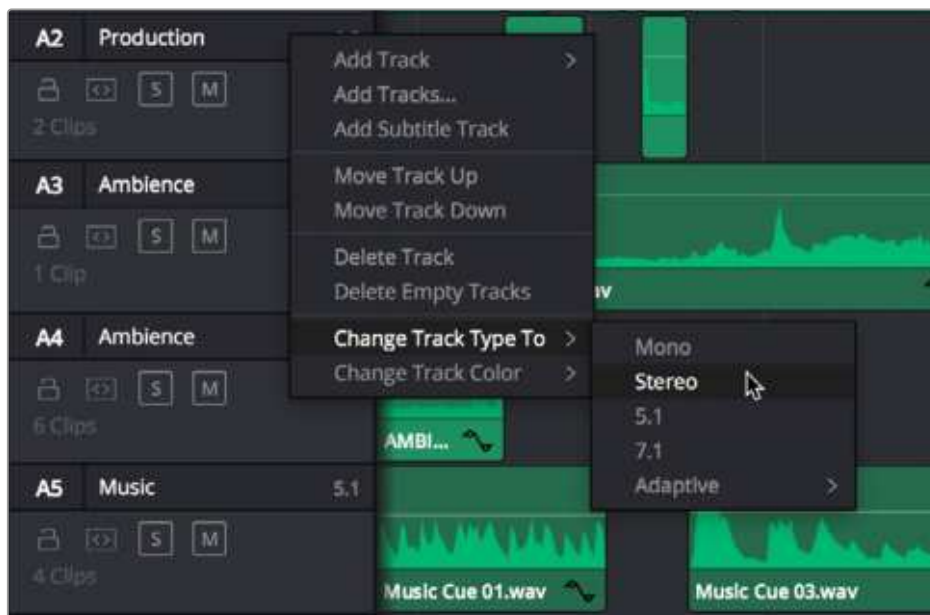 A2 Production
S M
2 Clips
A3 Ambience
S M
1 Clip
A4 Ambience
S M
6 Clips
AMBI...
A5 Music 5.1
S M
4 Clips
Music Cue 01.wav
Music Cue 03.wav
Add Track
Add Tracks...
Add Subtitle Track
Move Track Up
Move Track Down
Delete Track
Delete Empty Tracks
Change Track Type To
Change Track Color
Mono
Stereo
5.1
7.1
Adaptive